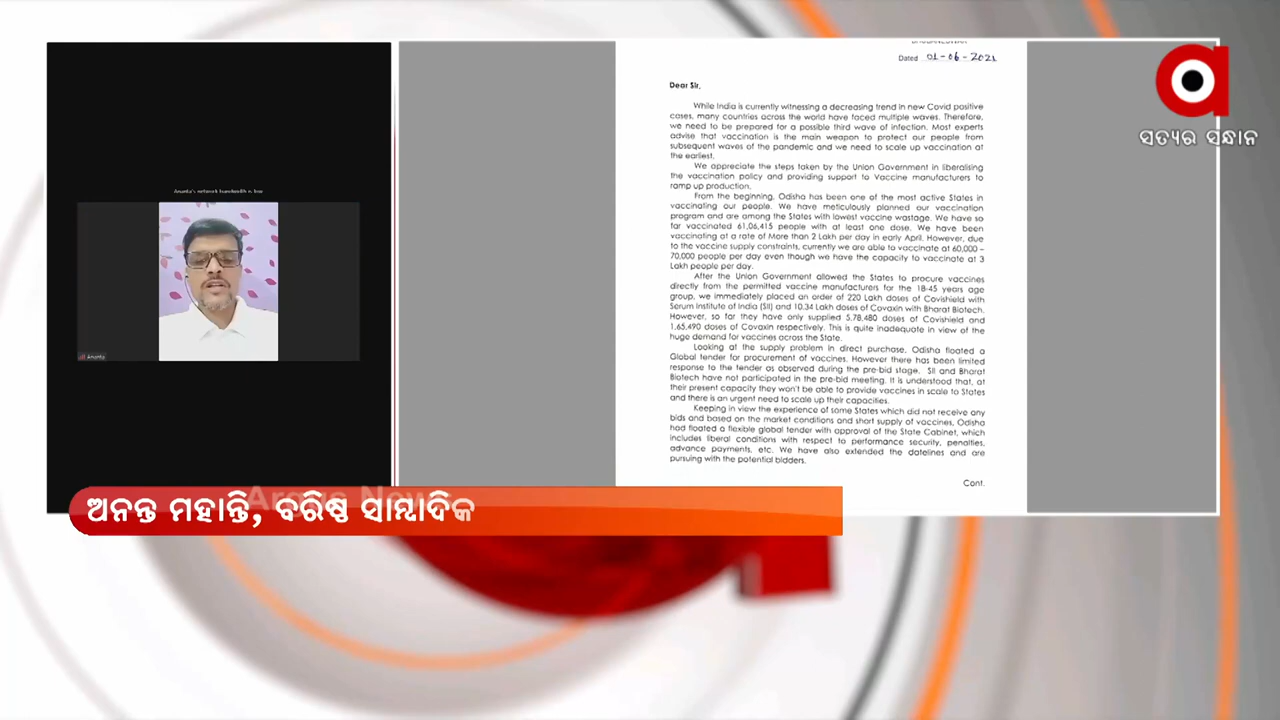 Dated 01-06-2021
Dear Sir,
While India is currently witnessing a decreasing trend in new Covid positive
cases, many countries across the world have faced multiple waves. Therefore,
we need to be prepared for a possible third wave of infection. Most experts
advise that vaccination is the main weapon to protect our people from
subsequent waves of the pandemic and we need to scale up vaccination at
the earliest.
We appreciate the steps taken by the Union Government in liberalising
the vaccination policy and providing support to Vaccine manufacturers to
ramp up production.
From the beginning, Odisha has been one of the most active States in
vaccinating our people. We have meticulously planned our vaccination
program and are among the States with lowest vaccine wastage. We have so
far vaccinated 61,06,415 people with at least one dose. We have been
vaccinating at a rate of More than 2 Lakh per day in early April. However, due
to the vaccine supply constraints, currently we are able to vaccinate at 60,000 –
70,000 people per day even though we have the capacity to vaccinate at 3
Lakh people per day.
After the Union Government allowed the States to procure vaccines
directly from the permitted vaccine manufacturers for the 18-45 years age
group, we immediately placed an order of 220 Lakh doses of Covishield with
Serum Institute of India (SII) and 10.34 Lakh doses of Covaxin with Bharat Biotech.
However, so far they have only supplied 5,78,480 doses of Covishield and
1,65,490 doses of Covaxin respectively. This is quite inadequate in view of the
huge demand for vaccines across the State.
Looking at the supply problem in direct purchase, Odisha floated a
Global tender for procurement of vaccines. However there has been limited
response to the tender as observed during the pre-bid stage. SII and Bharat
Biotech have not participated in the pre-bid meeting. It is understood that, at
their present capacity they won't be able to provide vaccines in scale to States
and there is an urgent need to scale up their capacities.
Keeping in view the experience of some States which did not receive any
bids and based on the market conditions and short supply of vaccines, Odisha
had floated a flexible global tender with approval of the State Cabinet, which
includes liberal conditions with respect to performance security, penalties,
advance payments, etc. We have also extended the datelines and are
pursuing with the potential bidders.
Cont.
ସତ୍ୟର ସନ୍ଧାନ
Ananta's network bandwidth is low
Ananta
Argus News
ଅନନ୍ତ ମହାନ୍ତି, ବରିଷ୍ଠ ସାମ୍ବାଦିକ